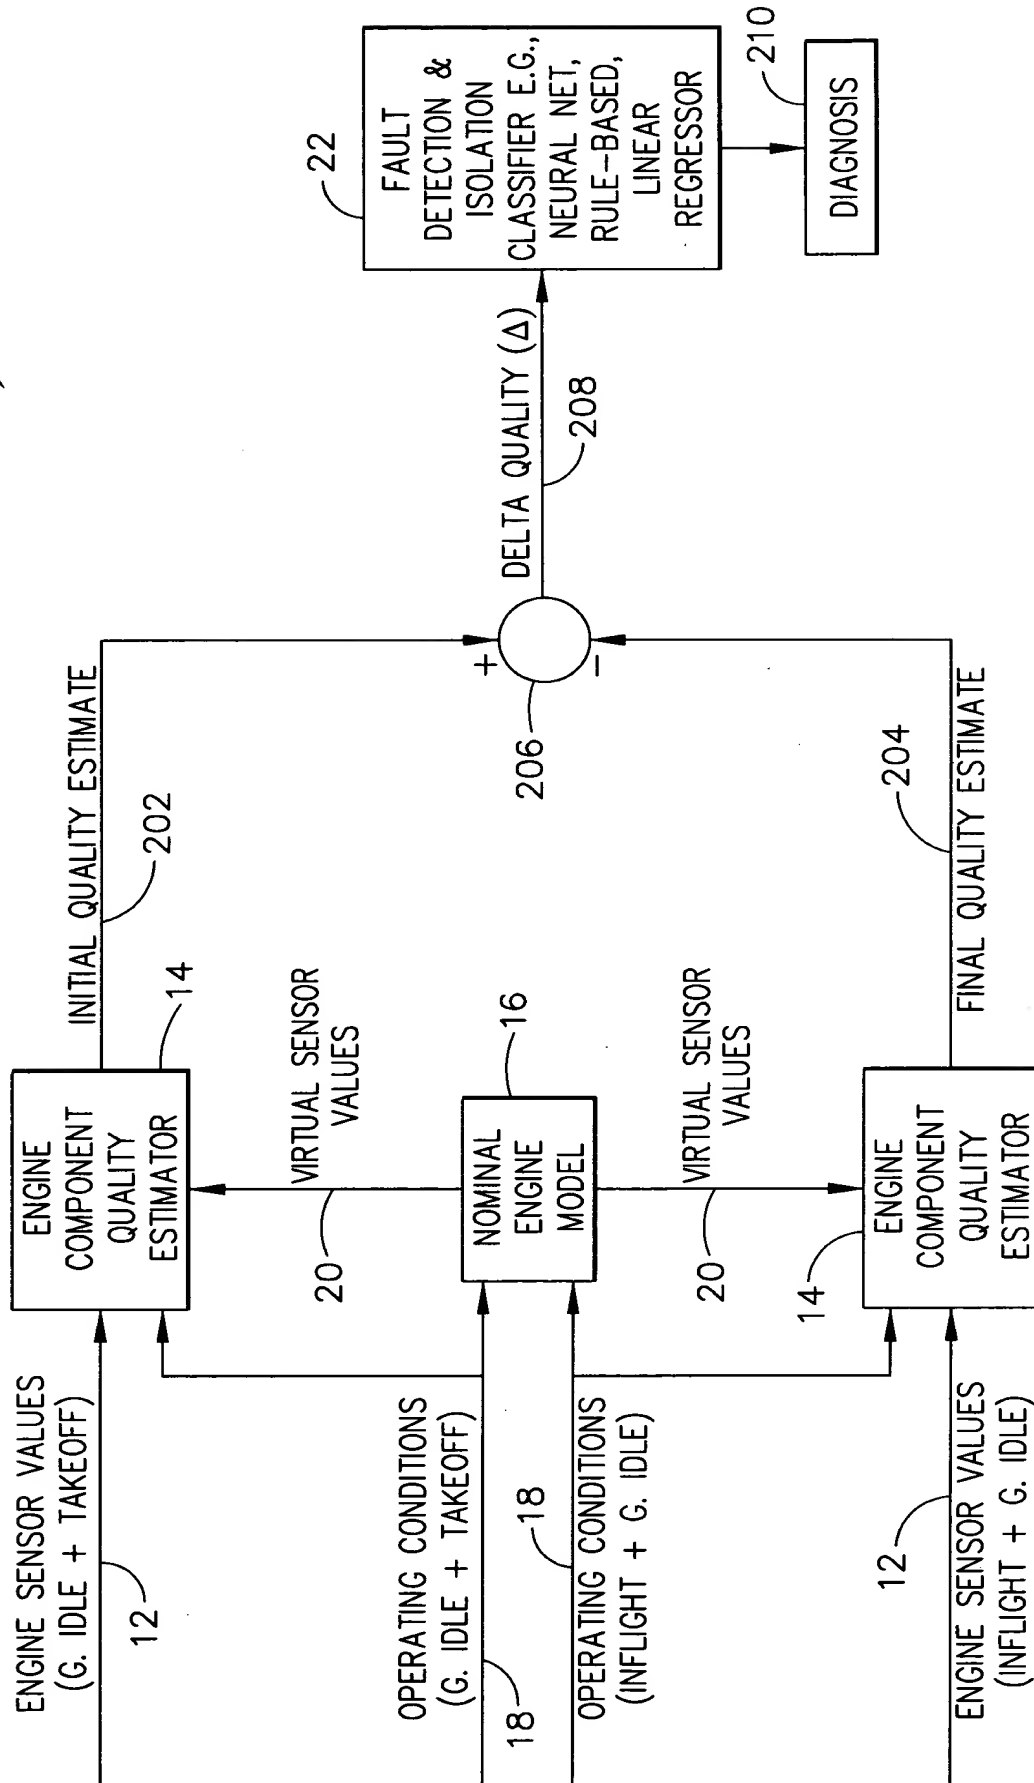 ENGINE SENSOR VALUES
(G. IDLE + TAKEOFF)
12
ENGINE
COMPONENT
QUALITY
ESTIMATOR
14
INITIAL QUALITY ESTIMATE
202
VIRTUAL SENSOR
VALUES
20
OPERATING CONDITIONS
(G. IDLE + TAKEOFF)
18
18
OPERATING CONDITIONS
(INFLIGHT + G. IDLE)
NOMINAL
ENGINE
MODEL
16
VIRTUAL SENSOR
VALUES
20
+
-
206
DELTA QUALITY (Δ)
208
22
FAULT
DETECTION &
ISOLATION
CLASSIFIER E.G.,
NEURAL NET,
RULE-BASED,
LINEAR
REGRESSOR
210
DIAGNOSIS
14
ENGINE
COMPONENT
QUALITY
ESTIMATOR
204
FINAL QUALITY ESTIMATE
12
ENGINE SENSOR VALUES
(INFLIGHT + G. IDLE)